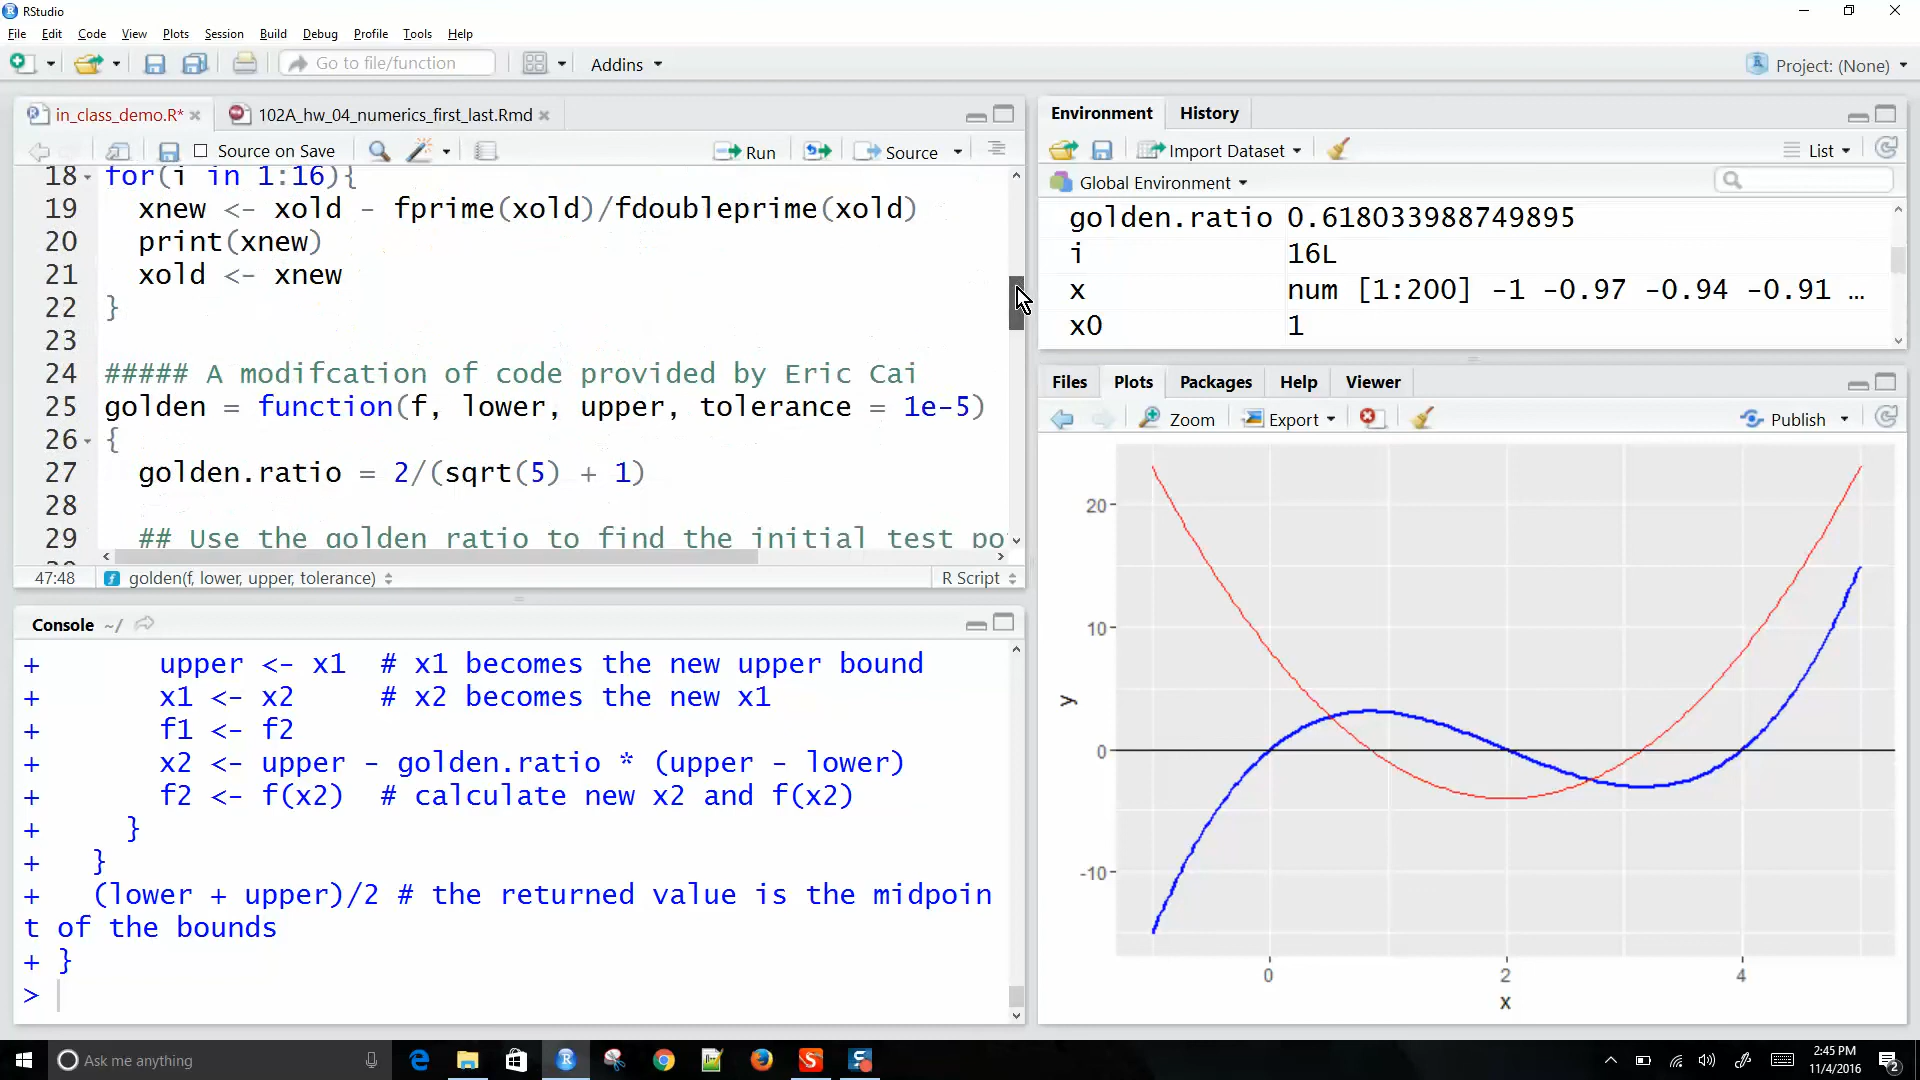 RStudio
File Edit Code View Plots Session Build Debug Profile Tools Help
Go to file/function Addins Project: (None)
in_class_demo.R* 102A_hw_04_numerics_first_last.Rmd
Source on Save Run Source
18 for(i in 1:16){
19 xnew <- xold - fprime(xold)/fdoubleprime(xold)
20 print(xnew)
21 xold <- xnew
22 }
23
24 ##### A modifcation of code provided by Eric Cai
25 golden = function(f, lower, upper, tolerance = 1e-5)
26 {
27 golden.ratio = 2/(sqrt(5) + 1)
28
29 ## Use the golden ratio to find the initial test po
47:48 golden(f, lower, upper, tolerance) R Script
Console ~/
+ upper <- x1 # x1 becomes the new upper bound
+ x1 <- x2 # x2 becomes the new x1
+ f1 <- f2
+ x2 <- upper - golden.ratio * (upper - lower)
+ f2 <- f(x2) # calculate new x2 and f(x2)
+ }
+ }
+ (lower + upper)/2 # the returned value is the midpoin
t of the bounds
+ }
>
Environment History
Import Dataset List
Global Environment
golden.ratio 0.618033988749895
i 16L
x num [1:200] -1 -0.97 -0.94 -0.91 ...
x0 1
Files Plots Packages Help Viewer
Zoom Export Publish
20
10
0
-10
y
0 2 4
x
Ask me anything
2:45 PM
11/4/2016
2